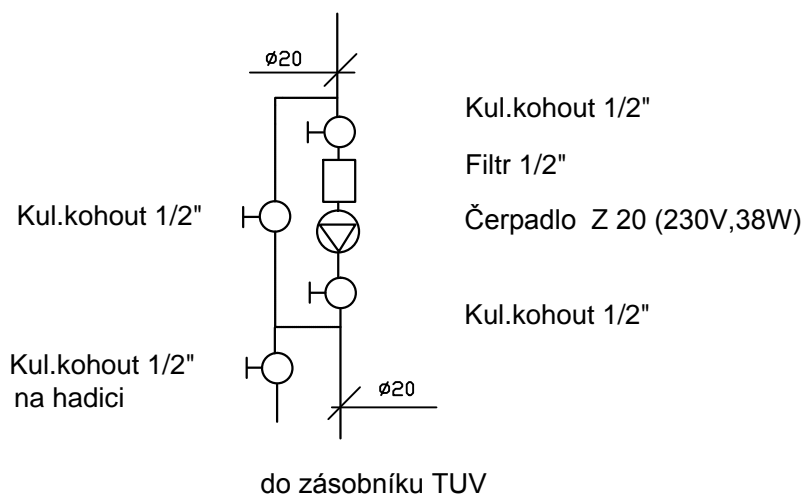 ø20
Kul.kohout 1/2"
Filtr 1/2"
Kul.kohout 1/2"
Čerpadlo Z 20 (230V,38W)
Kul.kohout 1/2"
Kul.kohout 1/2"
na hadici
ø20
do zásobníku TUV